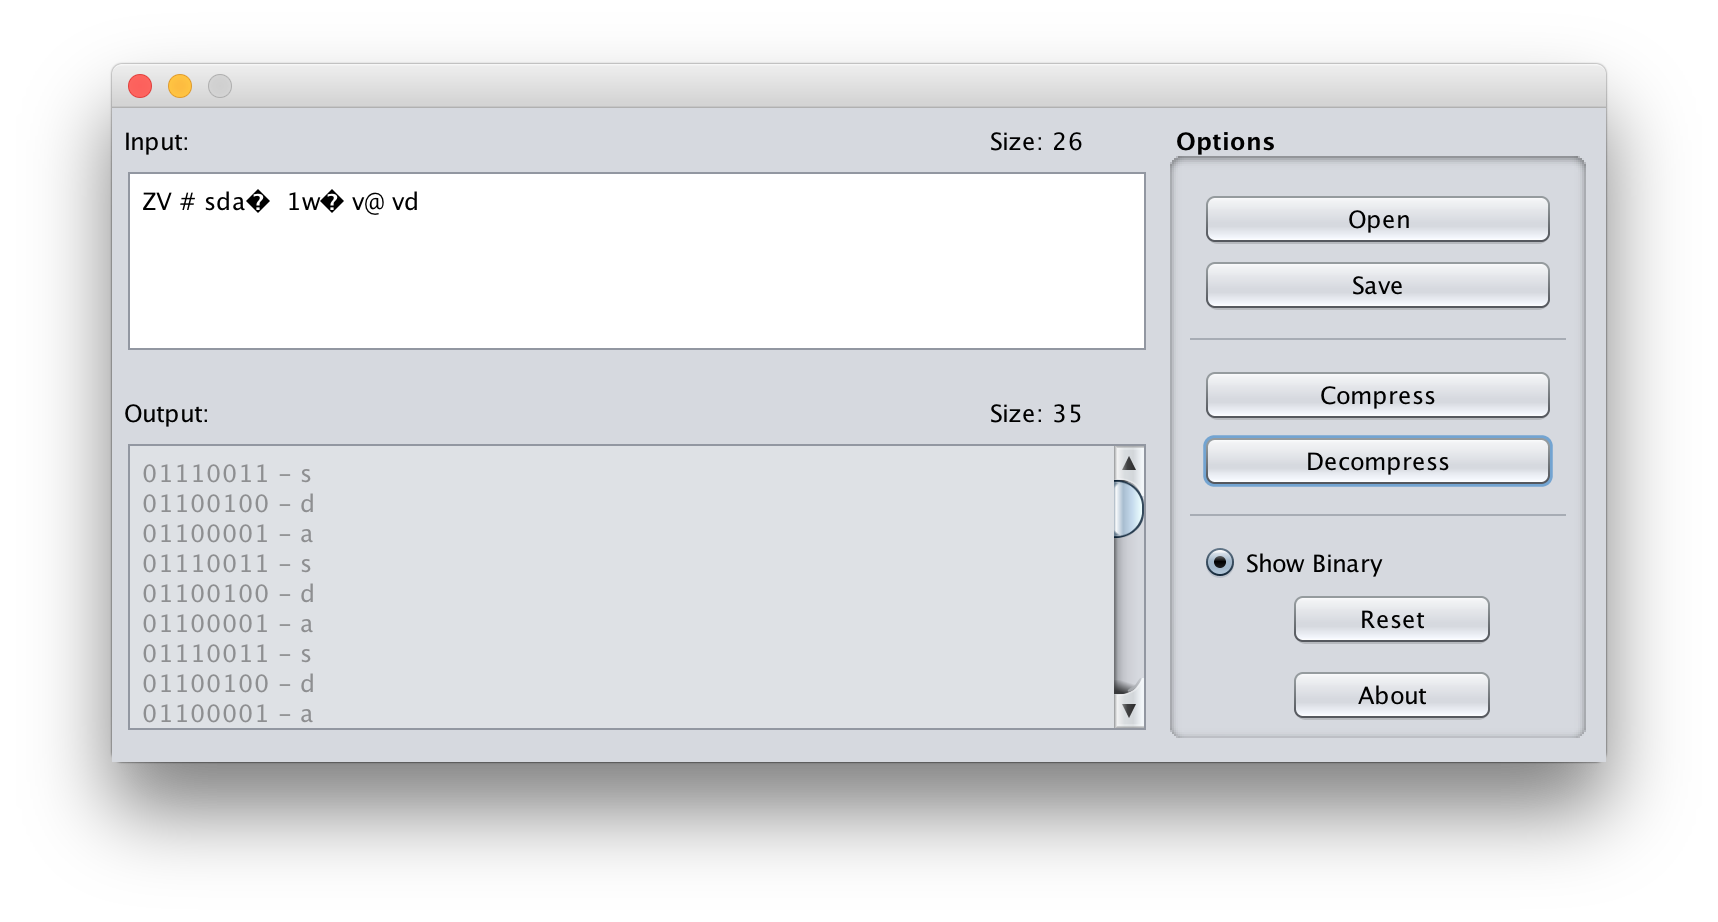 Input:
Size: 26
ZV # sda� 1w� v@ vd
Output:
Size: 35
01110011 – s
01100100 – d
01100001 – a
01110011 – s
01100100 – d
01100001 – a
01110011 – s
01100100 – d
01100001 – a
Options
Open
Save
Compress
Decompress
Show Binary
Reset
About